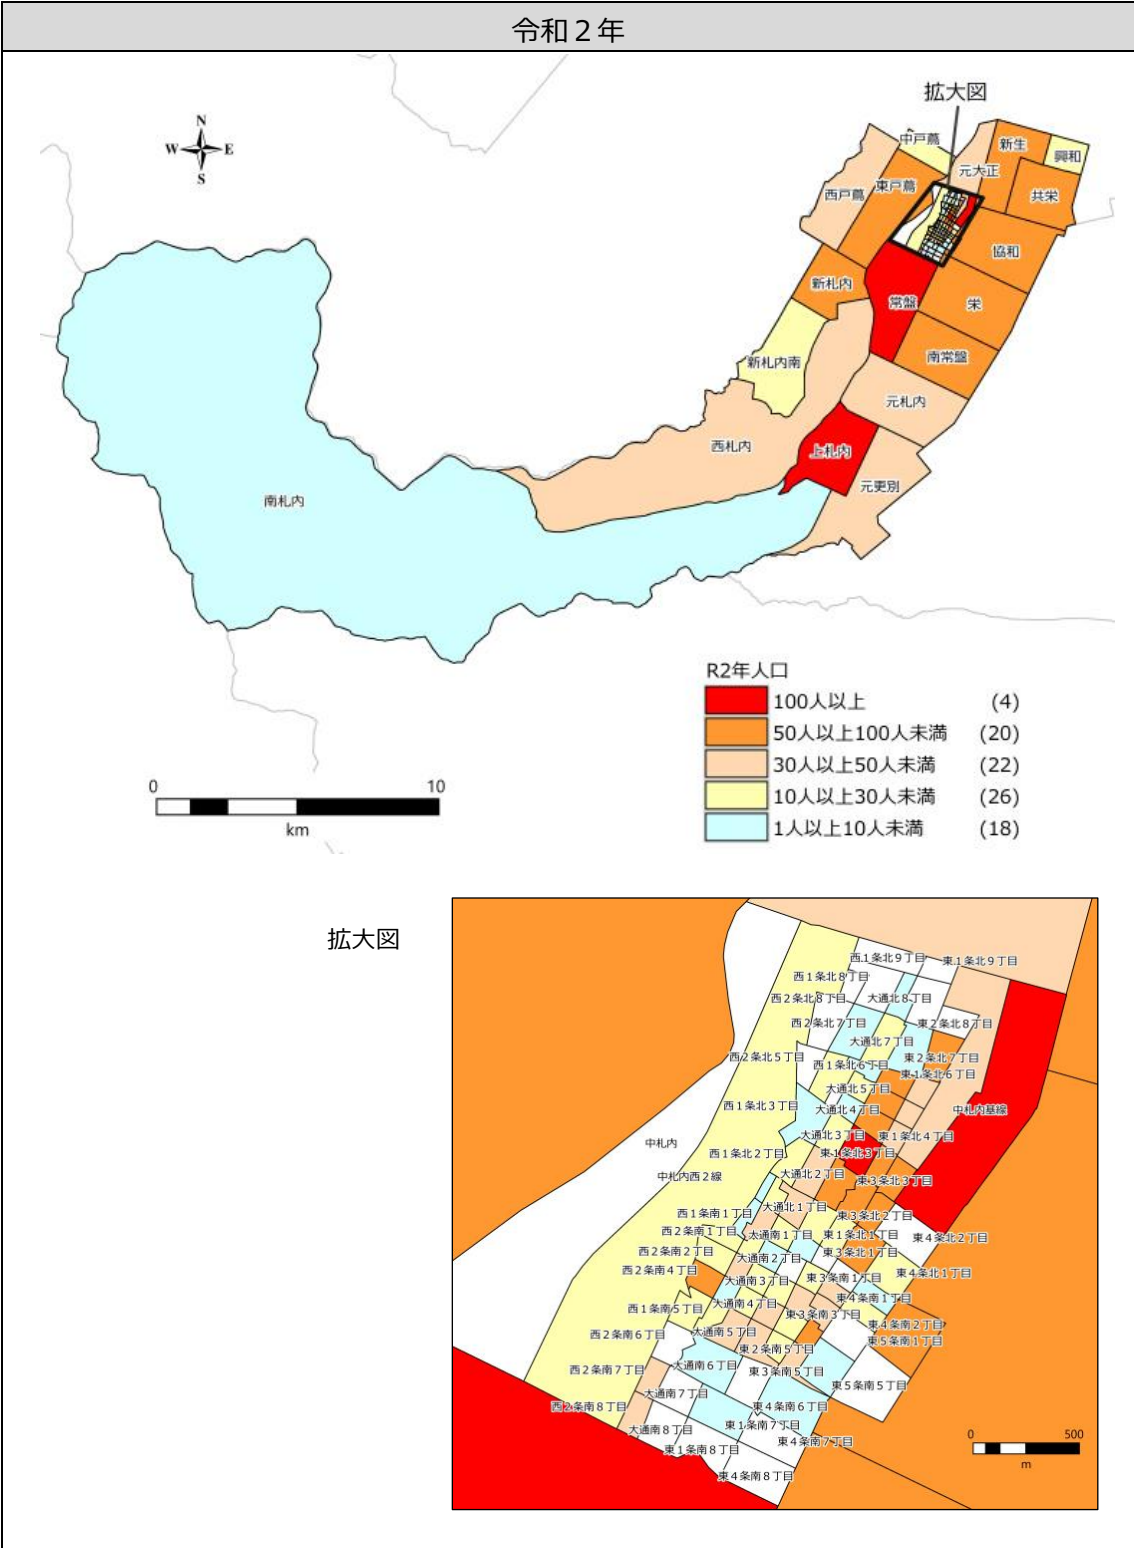 令和２年
拡大図
N
W
E
S
中戸蔦
新生
興和
元大正
西戸蔦
東戸蔦
共栄
協和
新札内
常盤
栄
新札内南
南常盤
元札内
西札内
上札内
元更別
南札内
R2年人口
100人以上 (4)
50人以上100人未満 (20)
30人以上50人未満 (22)
10人以上30人未満 (26)
1人以上10人未満 (18)
0 10
km
拡大図
西１条北９丁目
東１条北９丁目
西１条北８丁目
西２条北８丁目
大通北８丁目
西２条北７丁目
東２条北８丁目
大通北７丁目
西２条北５丁目
西１条北６丁目
東２条北７丁目
東１条北６丁目
大通北５丁目
西１条北３丁目
大通北４丁目
中札内基線
大通北３丁目
東１条北４丁目
中札内
西１条北２丁目
東１条北３丁目
中札内西２線
大通北２丁目
東３条北３丁目
西１条南１丁目
大通北１丁目
東３条北２丁目
西２条南１丁目
大通南１丁目
東１条北１丁目
東４条北２丁目
西２条南２丁目
大通南２丁目
東３条北１丁目
西２条南４丁目
大通南３丁目
東３条南１丁目
東４条北１丁目
西１条南５丁目
大通南４丁目
東４条南１丁目
東３条南３丁目
西２条南６丁目
大通南５丁目
東４条南２丁目
東５条南１丁目
東２条南５丁目
西２条南７丁目
大通南６丁目
東３条南５丁目
東５条南５丁目
大通南７丁目
西２条南８丁目
東４条南６丁目
大通南８丁目
東１条南７丁目
東４条南７丁目
東１条南８丁目
東４条南８丁目
0 500
m